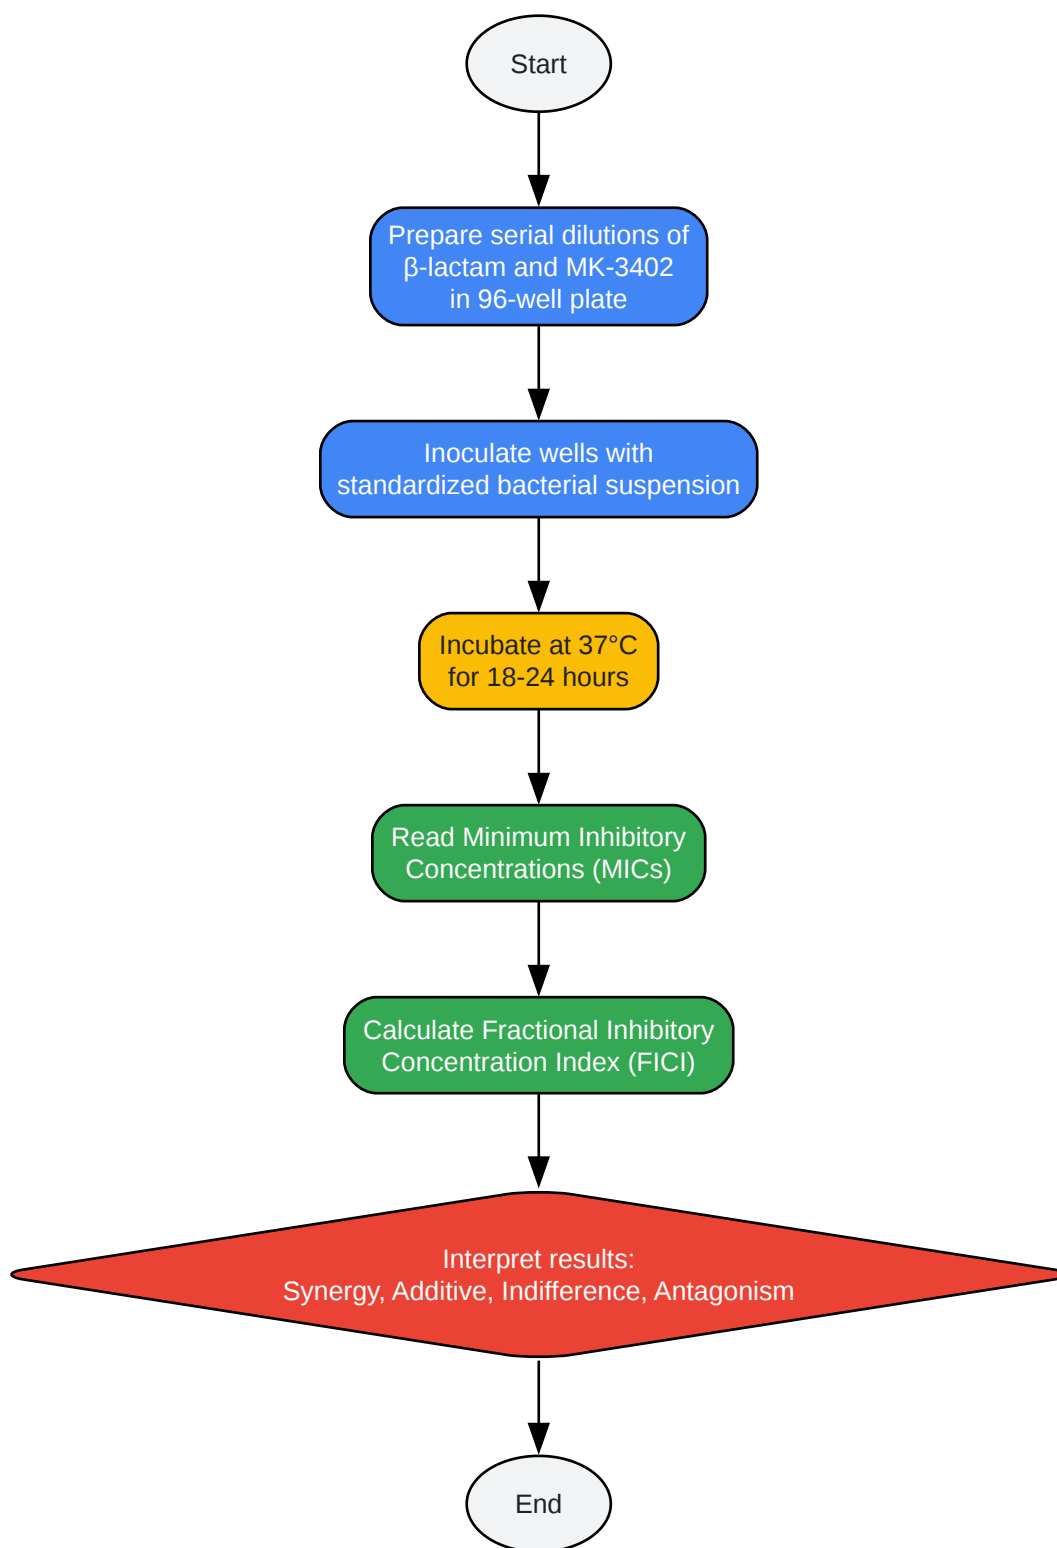 Start
Prepare serial dilutions of
β-lactam and MK-3402
in 96-well plate
Inoculate wells with
standardized bacterial suspension
Incubate at 37°C
for 18-24 hours
Read Minimum Inhibitory
Concentrations (MICs)
Calculate Fractional Inhibitory
Concentration Index (FICI)
Interpret results:
Synergy, Additive, Indifference, Antagonism
End